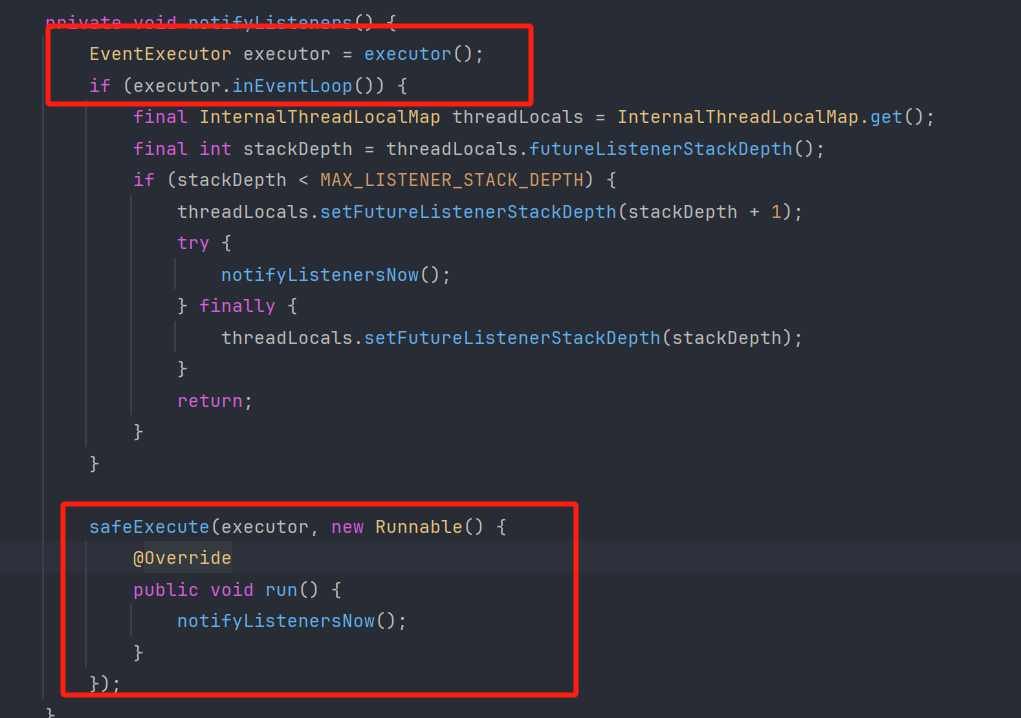 private void notifyListeners() {
    EventExecutor executor = executor();
    if (executor.inEventLoop()) {
        final InternalThreadLocalMap threadLocals = InternalThreadLocalMap.get();
        final int stackDepth = threadLocals.futureListenerStackDepth();
        if (stackDepth < MAX_LISTENER_STACK_DEPTH) {
            threadLocals.setFutureListenerStackDepth(stackDepth + 1);
            try {
                notifyListenersNow();
            } finally {
                threadLocals.setFutureListenerStackDepth(stackDepth);
            }
            return;
        }
    }

    safeExecute(executor, new Runnable() {
        @Override
        public void run() {
            notifyListenersNow();
        }
    });
}